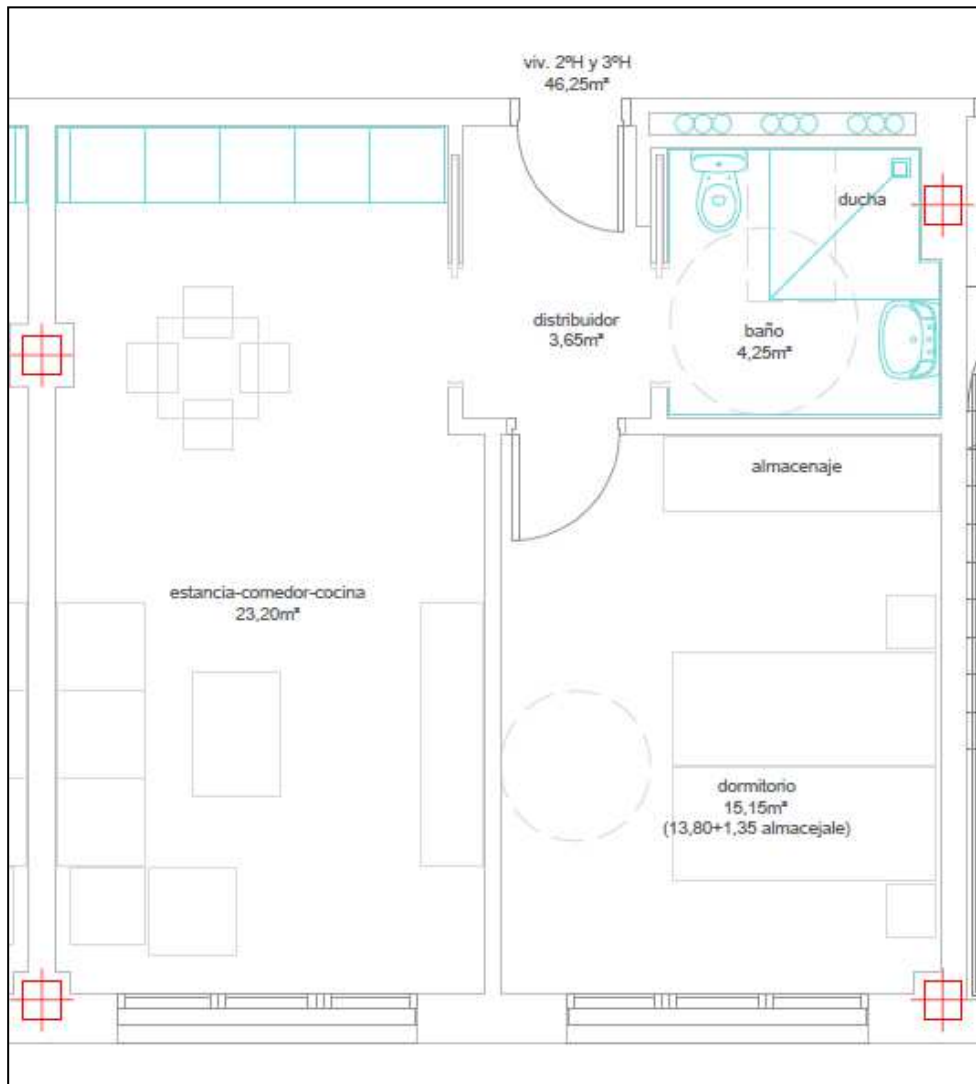 viv. 2ºH y 3ºH
46,25m²
ducha
distribuidor
3,65m²
baño
4,25m²
almacenaje
estancia-comedor-cocina
23,20m²
dormitorio
15,15m²
(13,80+1,35 almacejale)